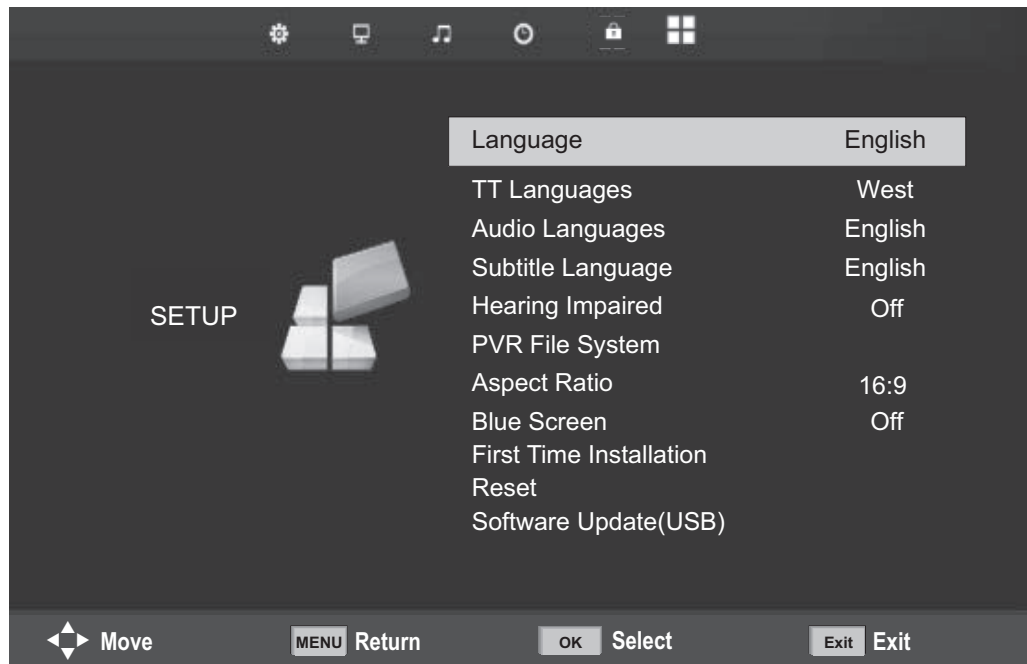 Language English
TT Languages West
Audio Languages English
Subtitle Language English
Hearing Impaired Off
SETUP
PVR File System
Aspect Ratio 16:9
Blue Screen Off
First Time Installation
Reset
Software Update(USB)
Move MENU Return OK Select Exit Exit